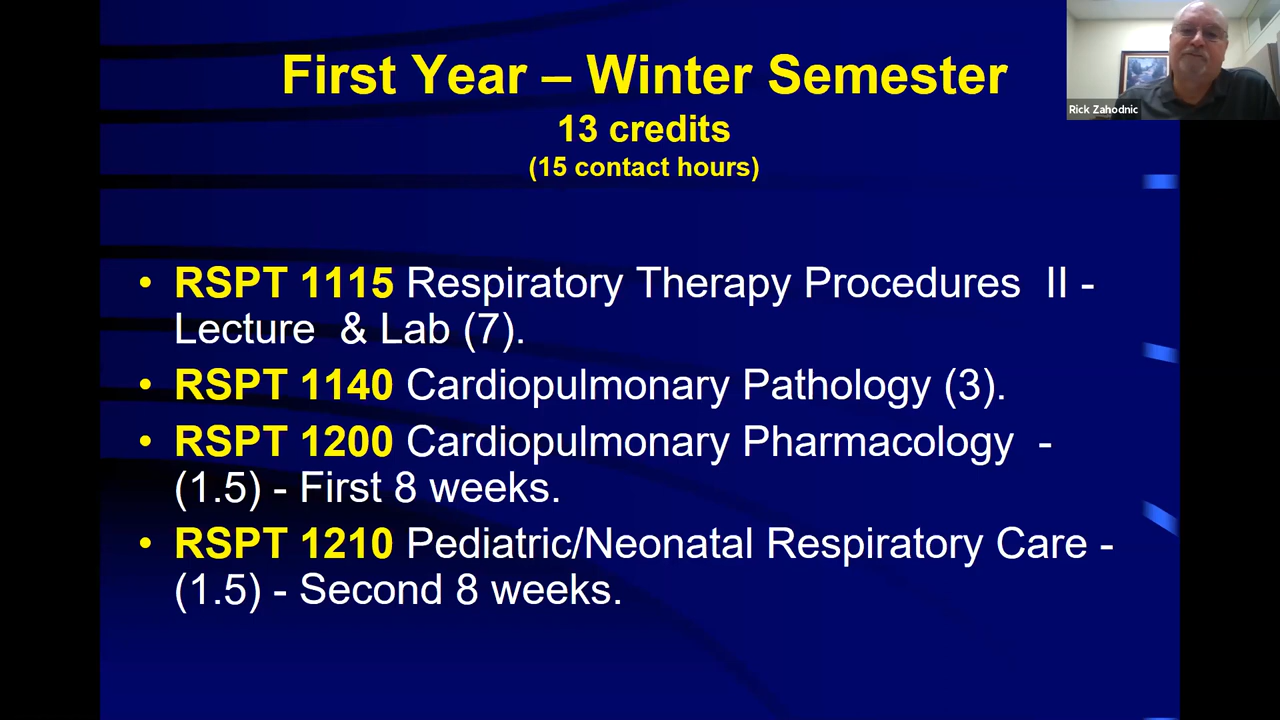 First Year – Winter Semester
13 credits
(15 contact hours)
Rick Zahodnic
• RSPT 1115 Respiratory Therapy Procedures  II -
Lecture  & Lab (7).
• RSPT 1140 Cardiopulmonary Pathology (3).
• RSPT 1200 Cardiopulmonary Pharmacology  -
(1.5) - First 8 weeks.
• RSPT 1210 Pediatric/Neonatal Respiratory Care -
(1.5) - Second 8 weeks.